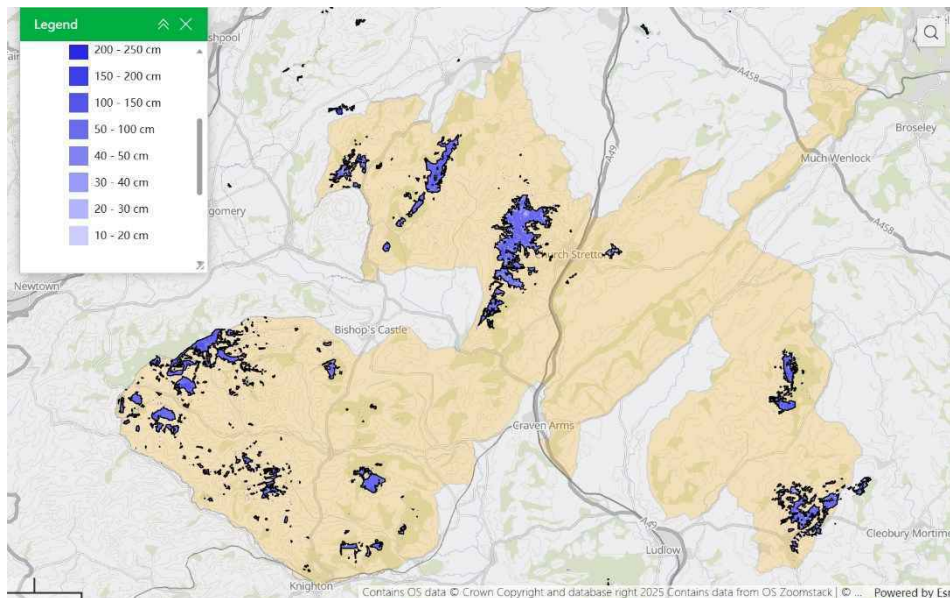 Legend
200 - 250 cm
150 - 200 cm
100 - 150 cm
50 - 100 cm
40 - 50 cm
30 - 40 cm
20 - 30 cm
10 - 20 cm
shpool
gomery
Newtown
Bishop's Castle
Church Stretto
Craven Arms
Knighton
Ludlow
Cleobury Mortime
Much Wenlock
Broseley
A458
A458
A49
A49
Contains OS data © Crown Copyright and database right 2025 Contains data from OS Zoomstack | © ... Powered by Es